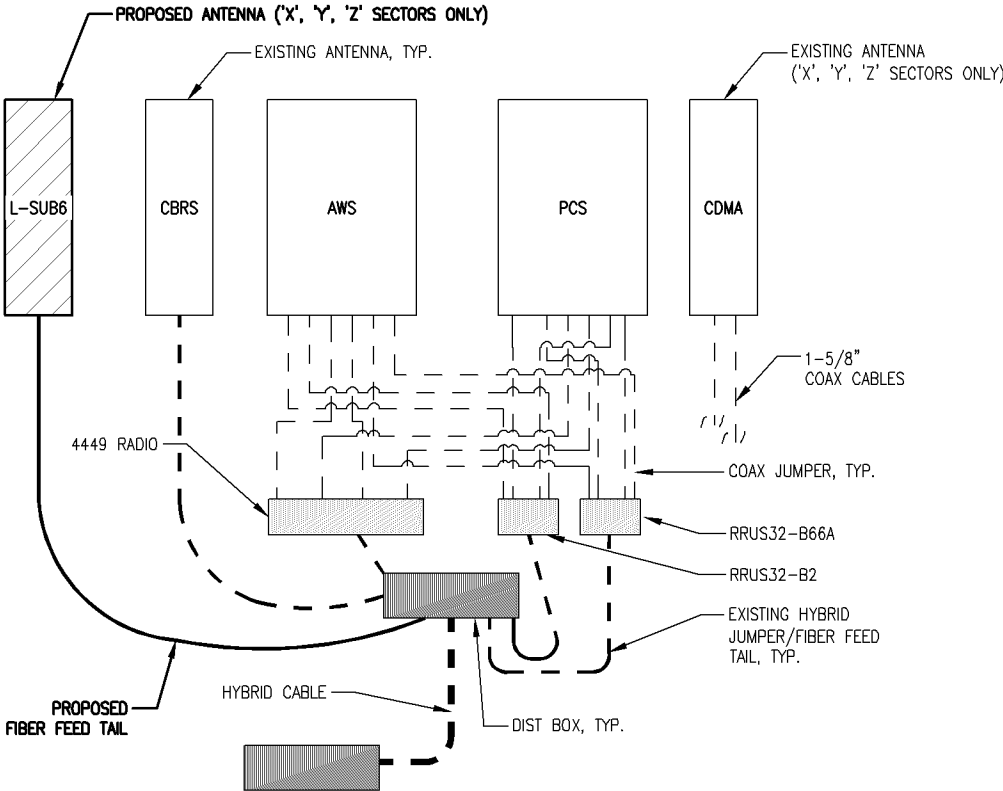 PROPOSED ANTENNA ('X', 'Y', 'Z' SECTORS ONLY)
EXISTING ANTENNA, TYP.
EXISTING ANTENNA
('X', 'Y', 'Z' SECTORS ONLY)
L-SUB6
CBRS
AWS
PCS
CDMA
1-5/8"
COAX CABLES
4449 RADIO
COAX JUMPER, TYP.
RRUS32-B66A
RRUS32-B2
EXISTING HYBRID
JUMPER/FIBER FEED
TAIL, TYP.
HYBRID CABLE
PROPOSED
FIBER FEED TAIL
DIST BOX, TYP.